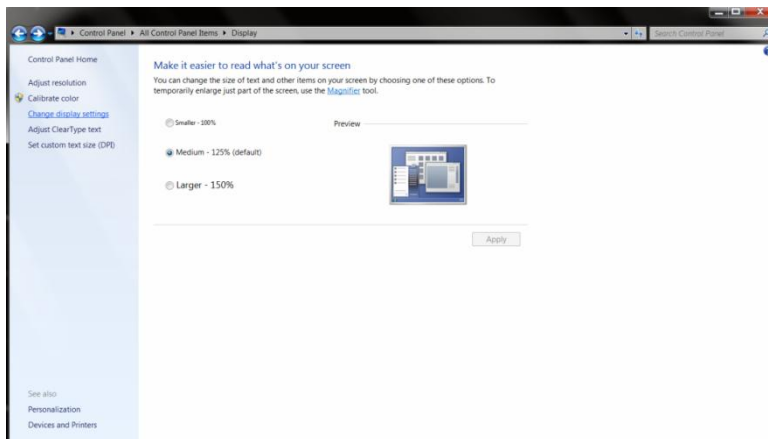 Control Panel ▸ All Control Panel Items ▸ Display
Search Control Panel
Control Panel Home
Adjust resolution
Calibrate color
Change display settings
Adjust ClearType text
Set custom text size (DPI)
Make it easier to read what's on your screen
You can change the size of text and other items on your screen by choosing one of these options. To
temporarily enlarge just part of the screen, use the Magnifier tool.
Smaller - 100%
Preview
Medium - 125% (default)
Larger - 150%
Apply
See also
Personalization
Devices and Printers